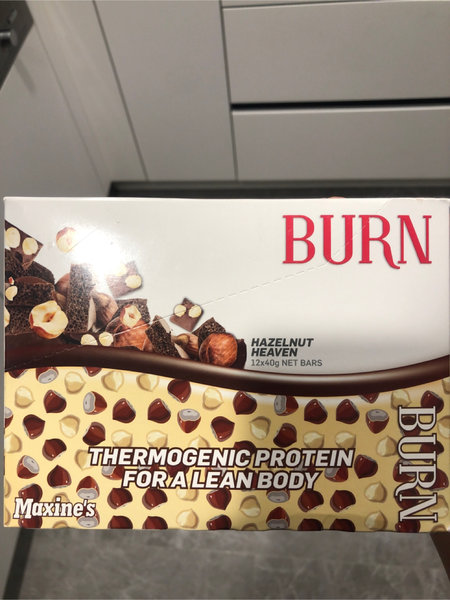 BURN
HAZELNUT
HEAVEN
12x40g NET BARS
THERMOGENIC PROTEIN
FOR A LEAN BODY
Maxine's
BURN